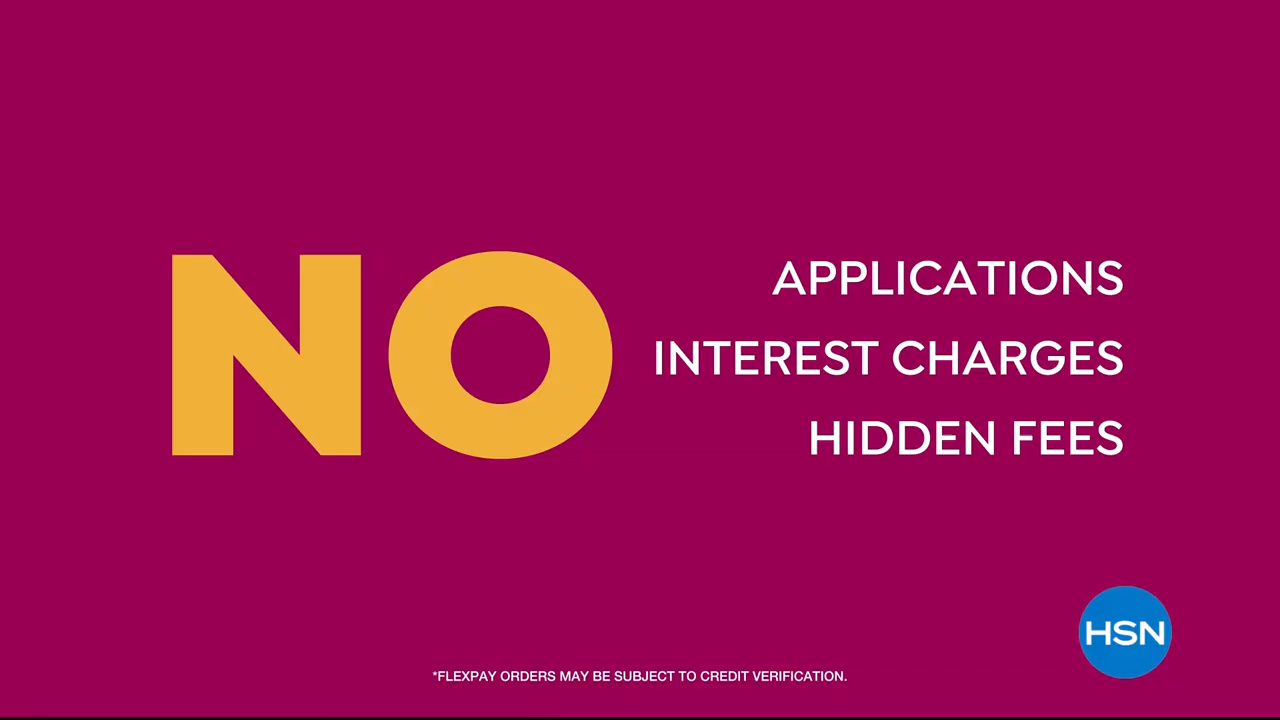 NO
APPLICATIONS
INTEREST CHARGES
HIDDEN FEES
HSN
*FLEXPAY ORDERS MAY BE SUBJECT TO CREDIT VERIFICATION.